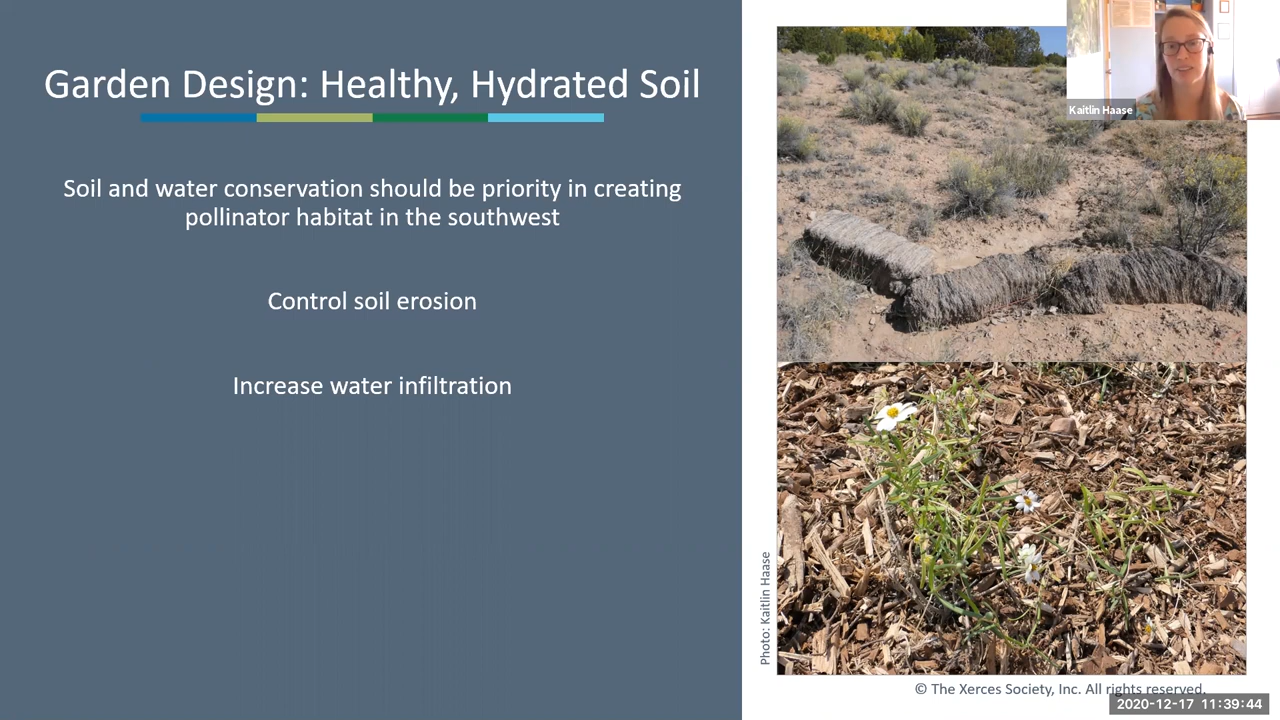 Garden Design: Healthy, Hydrated Soil
Soil and water conservation should be priority in creating
pollinator habitat in the southwest
Control soil erosion
Increase water infiltration
Kaitlin Haase
Photo: Kaitlin Haase
© The Xerces Society, Inc. All rights reserved.
2020-12-17 11:39:44